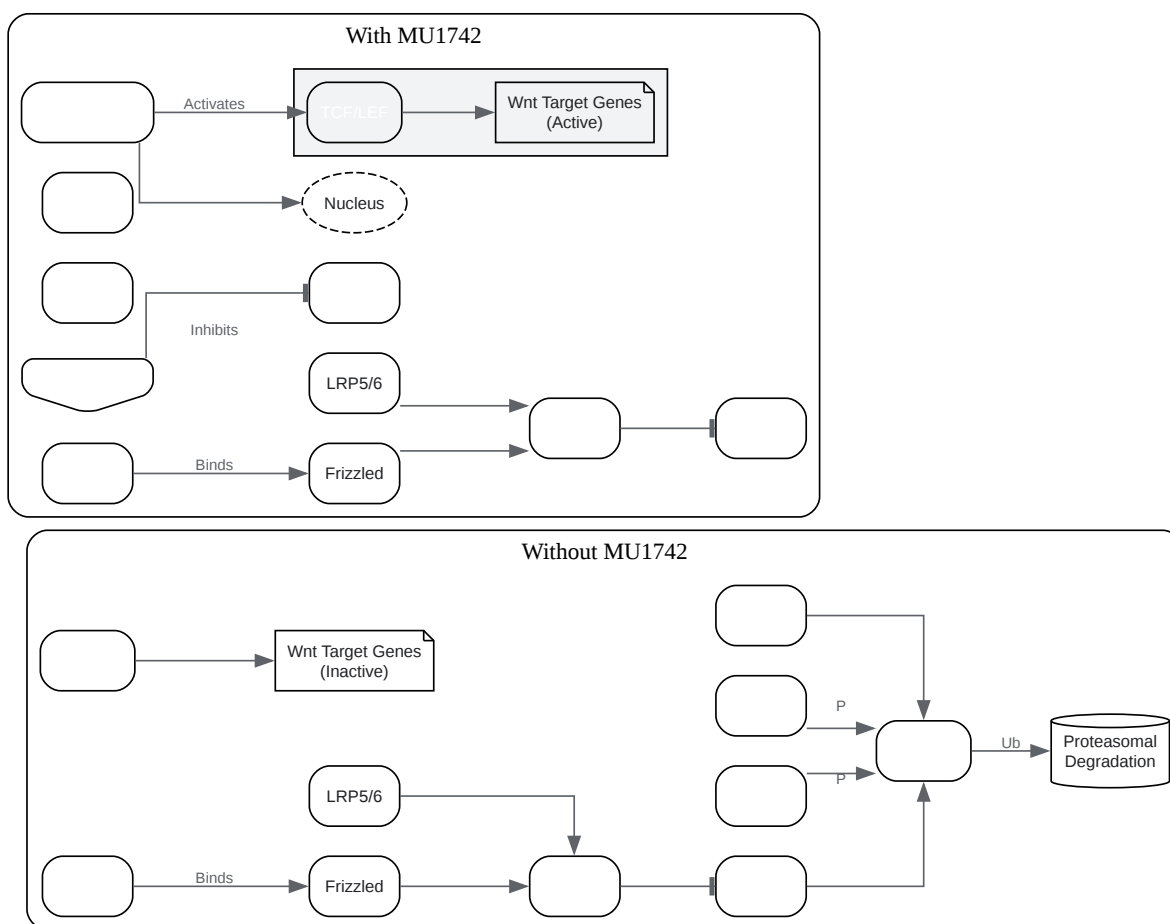 With MU1742
Activates
TCF/LEF
Wnt Target Genes
(Active)
Nucleus
Inhibits
LRP5/6
Binds
Frizzled
Without MU1742
Wnt Target Genes
(Inactive)
P
Ub
Proteasomal
Degradation
P
LRP5/6
Binds
Frizzled